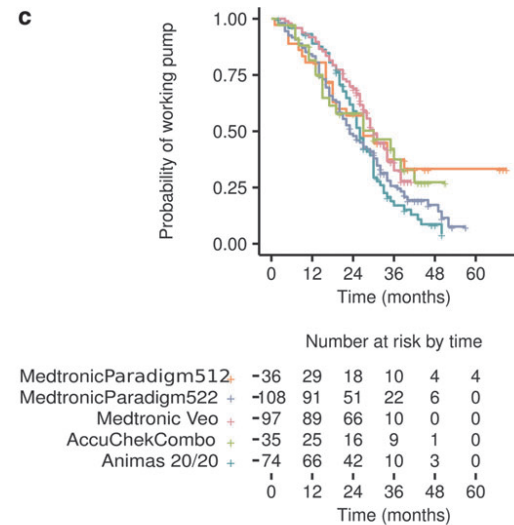 c
Probability of working pump
1.00
0.75
0.50
0.25
0.00
0 12 24 36 48 60
Time (months)
Number at risk by time
MedtronicParadigm512 -36 29 18 10 4 4
MedtronicParadigm522 -108 91 51 22 6 0
Medtronic Veo -97 89 66 10 0 0
AccuChekCombo -35 25 16 9 1 0
Animas 20/20 -74 66 42 10 3 0
0 12 24 36 48 60
Time (months)